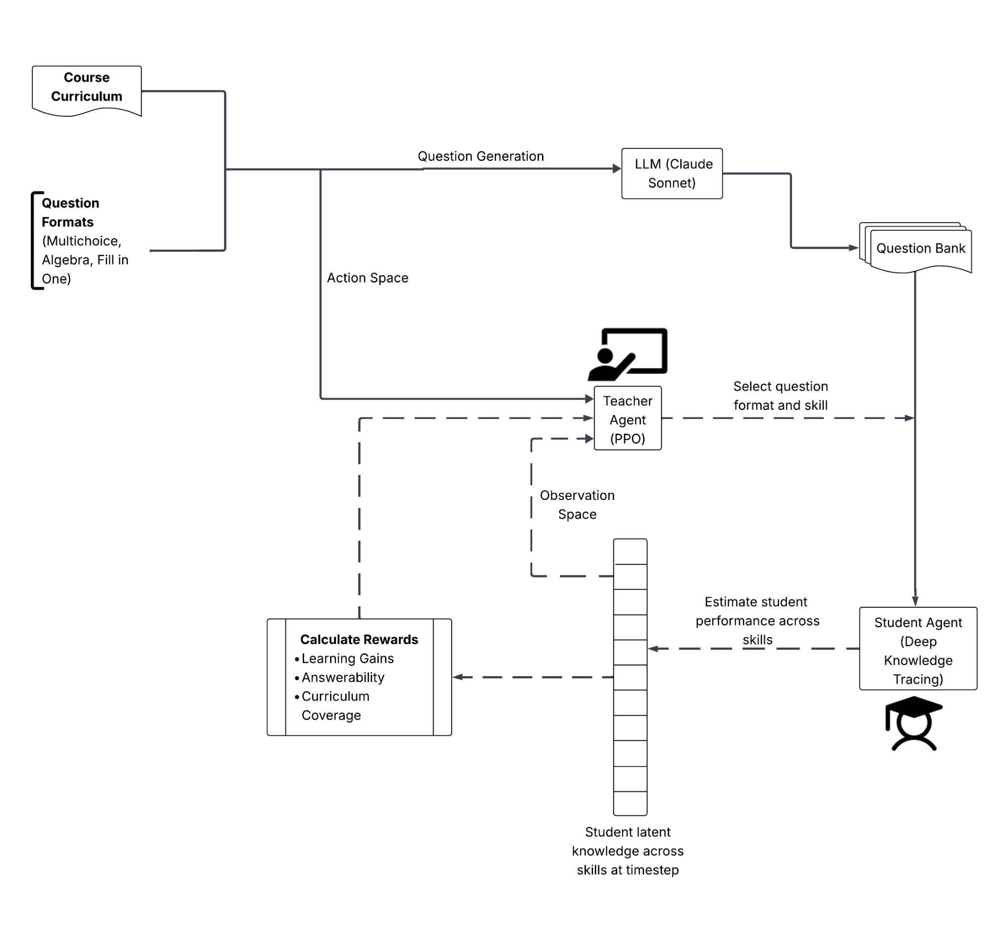 Course
Curriculum
Question Generation
LLM (Claude
Sonnet)
Question
Formats
(Multichoice,
Algebra, Fill in
One)
Question Bank
Action Space
Teacher
Agent
(PPO)
Select question
format and skill
Observation
Space
Estimate student
performance across
skills
Student Agent
(Deep
Knowledge
Tracing)
Calculate Rewards
• Learning Gains
• Answerability
• Curriculum
Coverage
Student latent
knowledge across
skills at timestep